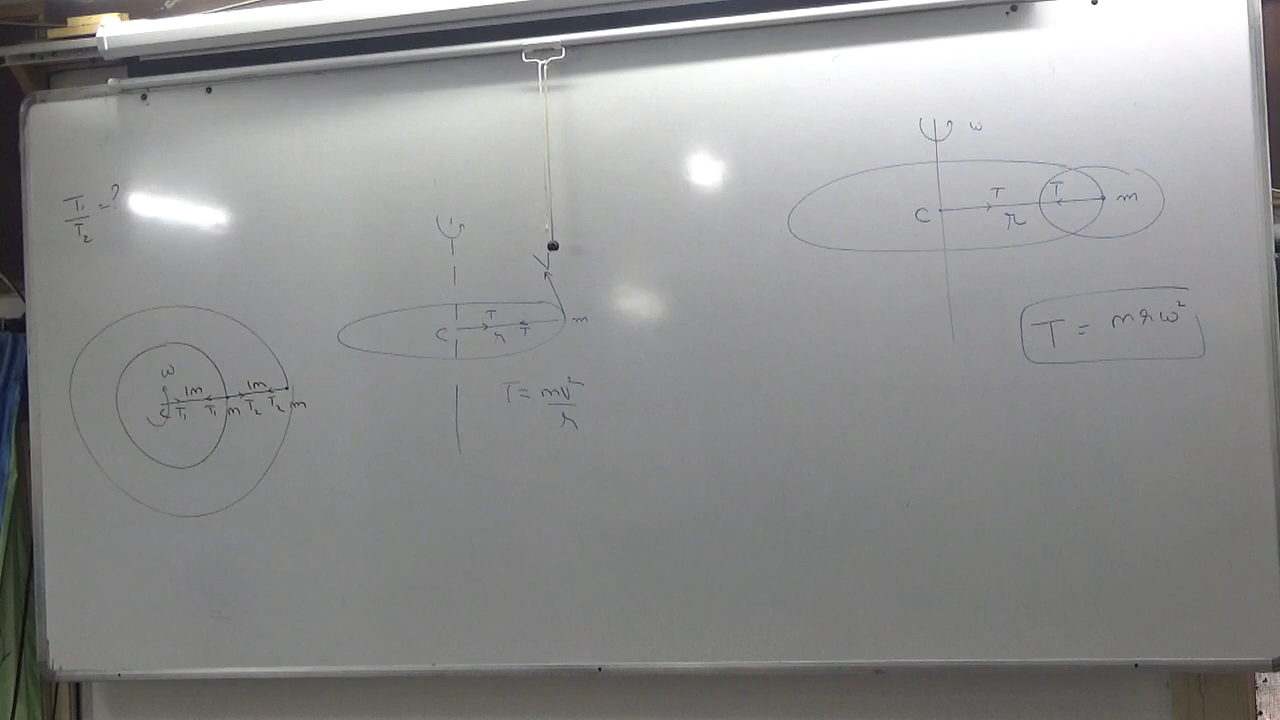 T₁/T₂ = ?
ω
1m 1m
C T₁ T₁ m T₂ T₂ m
V
T m
C r T
T = mv²/r
ω
T T m
C r
T = mrω²